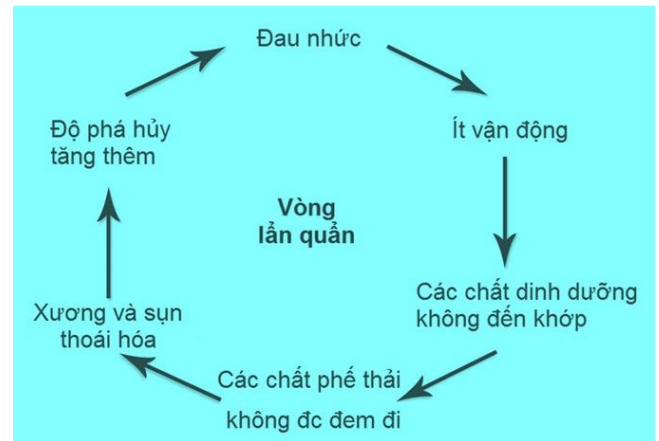 Đau nhức
Ít vận động
Các chất dinh dưỡng
không đến khớp
Các chất phế thải
không đc đem đi
Xương và sụn
thoái hóa
Độ phá hủy
tăng thêm
Vòng
lẩn quẩn